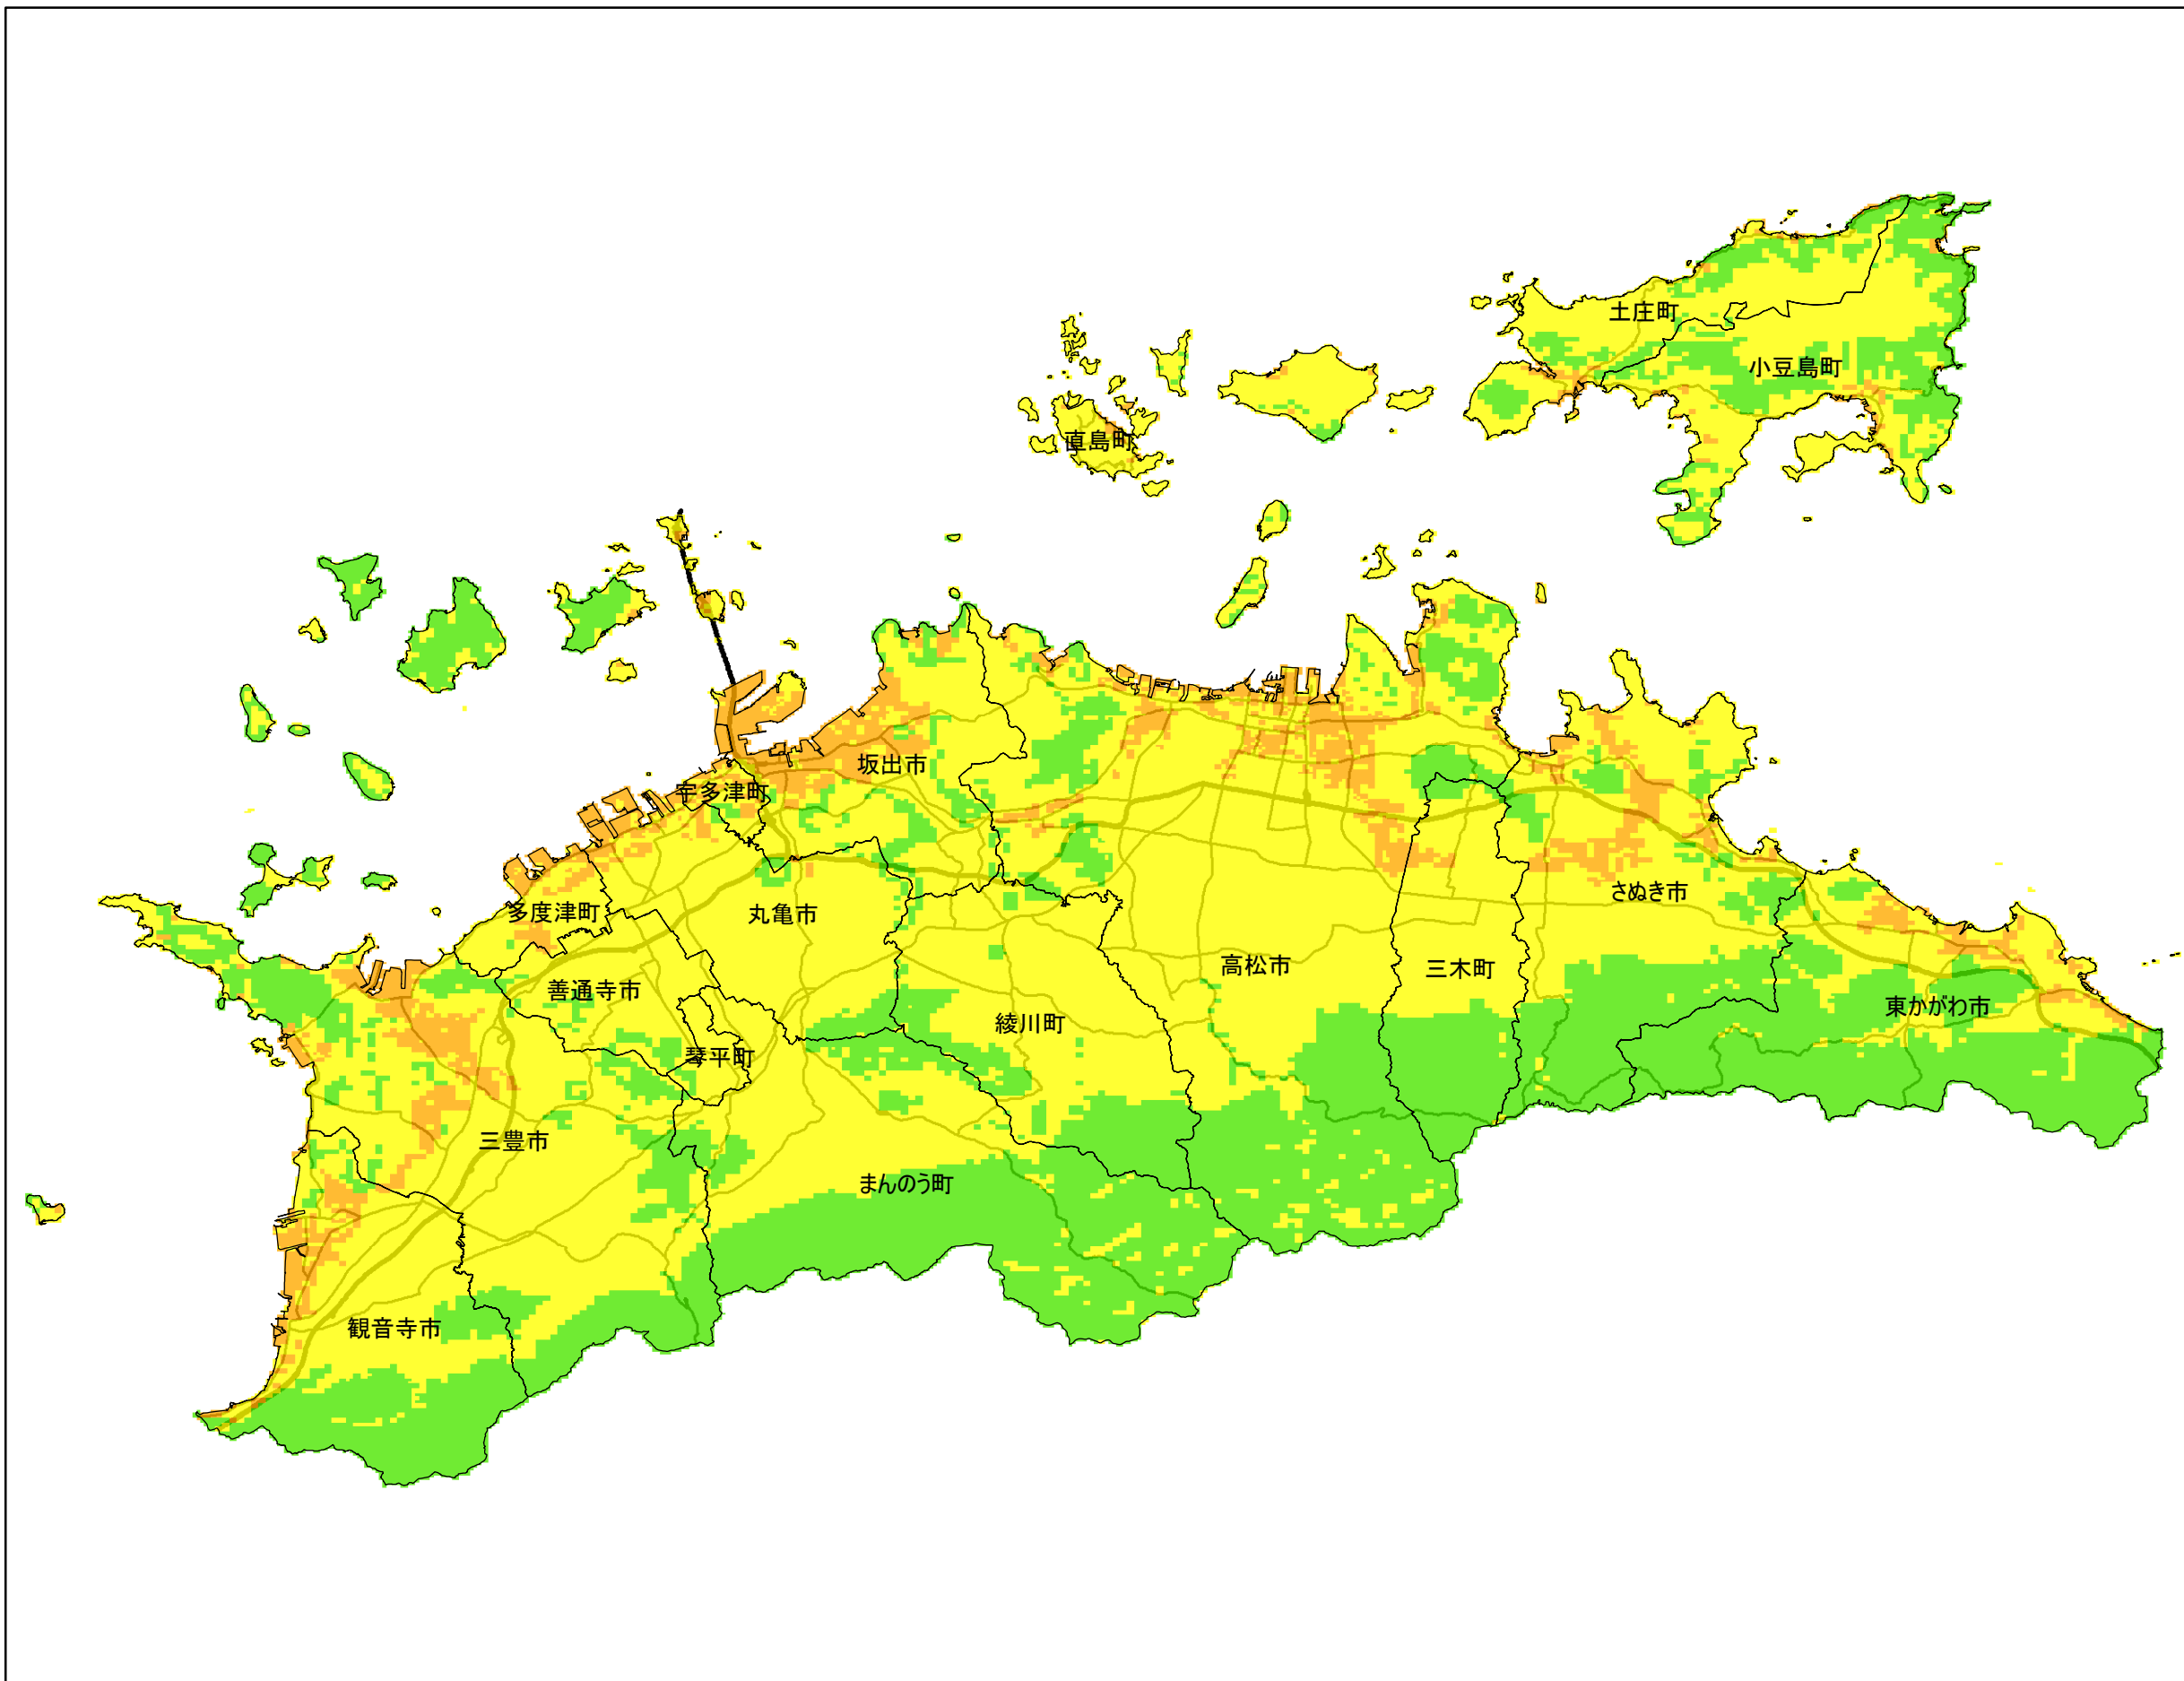 土庄町
小豆島町
直島町
坂出市
宇多津町
さぬき市
多度津町
丸亀市
高松市
三木町
善通寺市
東かがわ市
綾川町
琴平町
三豊市
まんのう町
観音寺市